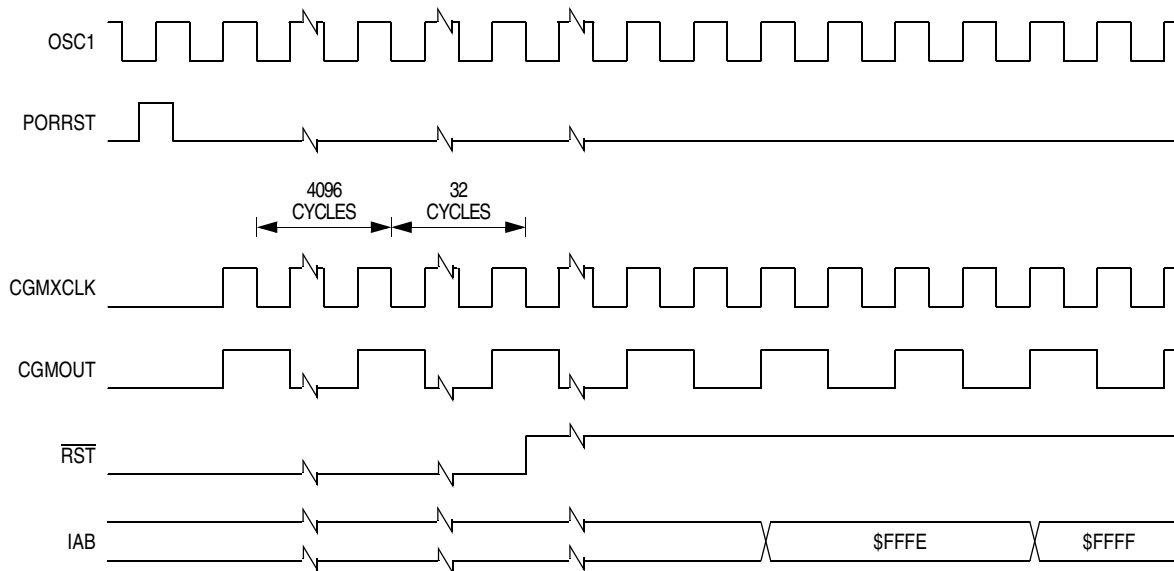 OSC1
PORRST
4096
CYCLES
32
CYCLES
CGMXCLK
CGMOUT
RST
IAB
$FFFE
$FFFF